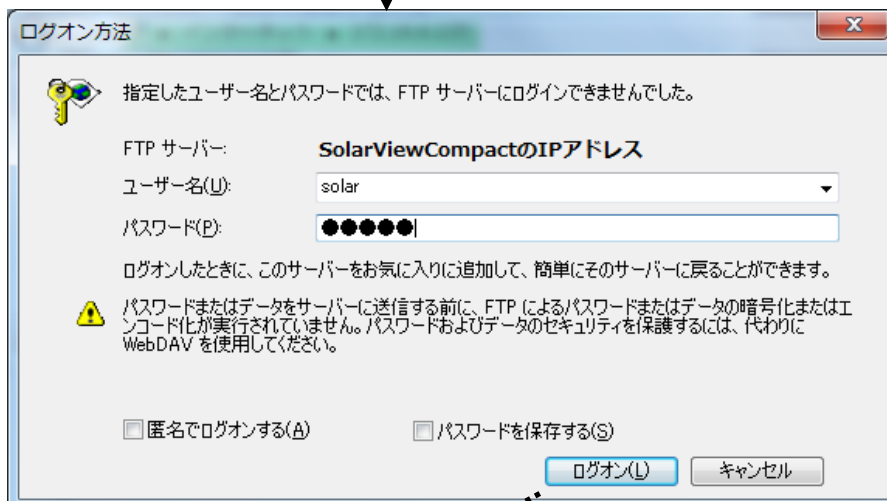 ログオン方法
指定したユーザー名とパスワードでは、FTP サーバーにログインできませんでした。
FTP サーバー: SolarViewCompactのIPアドレス
ユーザー名(U): solar
パスワード(P): ●●●●●
ログオンしたときに、このサーバーをお気に入りに追加して、簡単にそのサーバーに戻ることができます。
パスワードまたはデータをサーバーに送信する前に、FTP によるパスワードまたはデータの暗号化またはエ
ンコード化が実行されていません。パスワードおよびデータのセキュリティを保護するには、代わりに
WebDAV を使用してください。
匿名でログオンする(A) パスワードを保存する(S)
ログオン(L) キャンセル